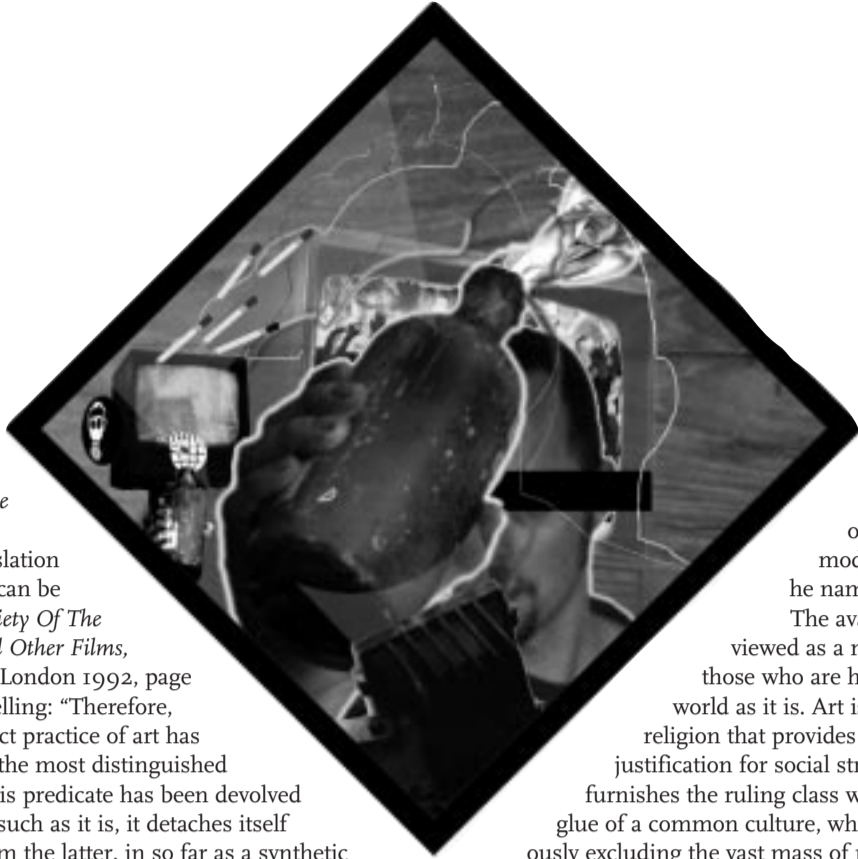 slation
can be
iety Of The
Other Films,
London 1992, page
elling: “Therefore,
ct practice of art has
the most distinguished
is predicate has been devolved
such as it is, it detaches itself
m the latter, in so far as a synthetic
mod
he nam
The ava
viewed as a r
those who are h
world as it is. Art i
religion that provides
justification for social str
furnishes the ruling class w
glue of a common culture, wh
ously excluding the vast mass of